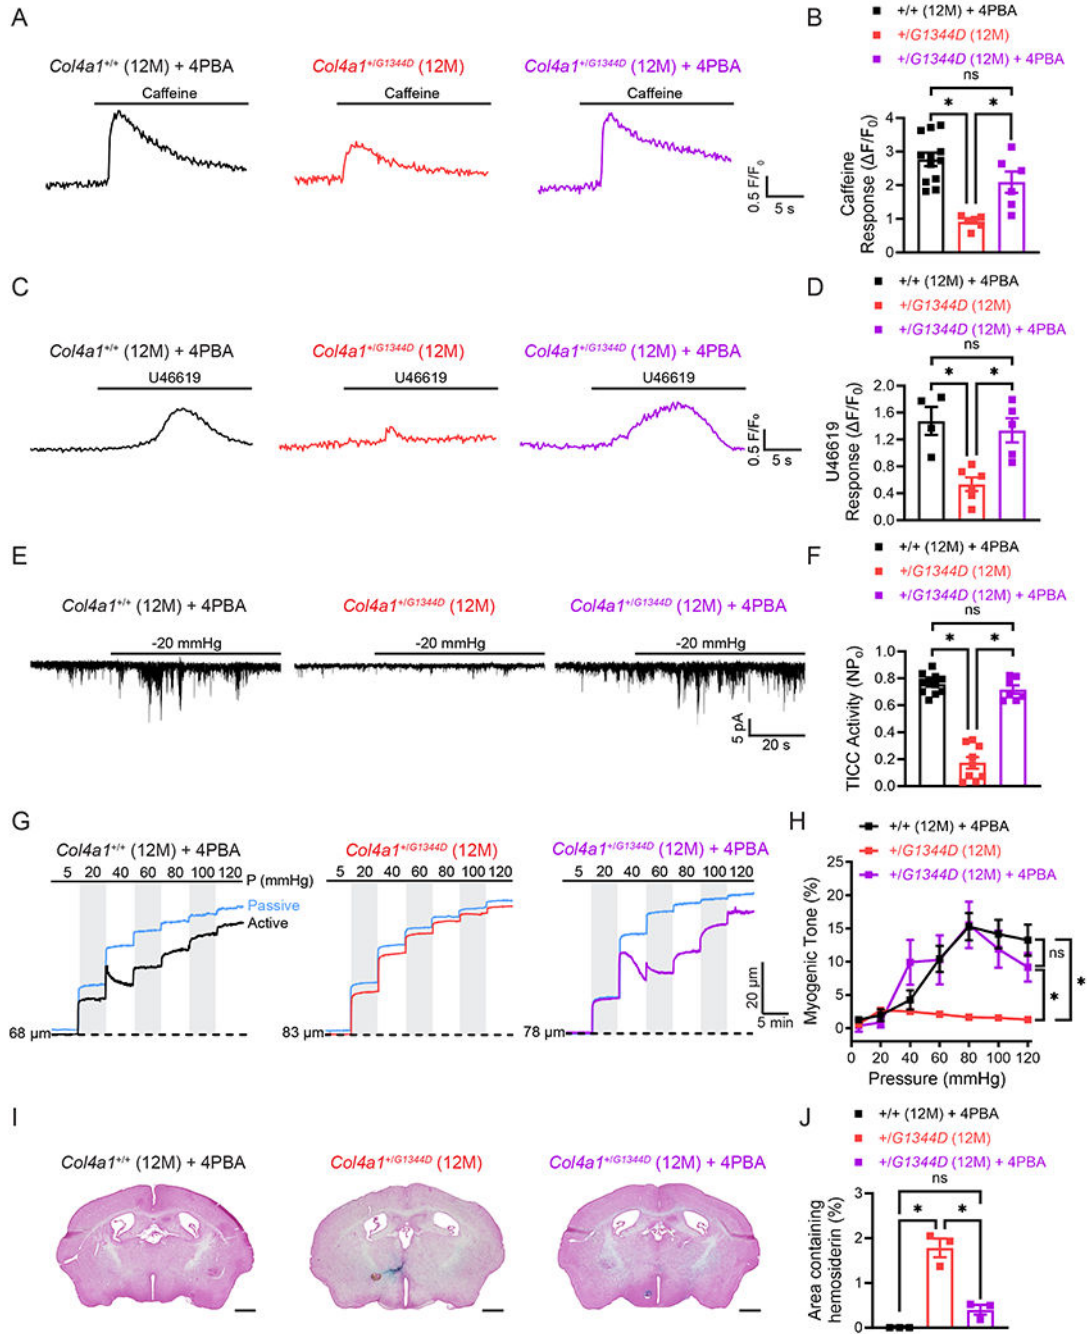 A
Col4a1+/+ (12M) + 4PBA
Col4a1+/G1344D (12M)
Col4a1+/G1344D (12M) + 4PBA
Caffeine
Caffeine
Caffeine
0.5 F/F0
5 s
B
+/+ (12M) + 4PBA
+/G1344D (12M)
+/G1344D (12M) + 4PBA
ns
* *
Caffeine
Response (ΔF/F0)
4
3
2
1
0
C
Col4a1+/+ (12M) + 4PBA
Col4a1+/G1344D (12M)
Col4a1+/G1344D (12M) + 4PBA
U46619
U46619
U46619
0.5 F/F0
5 s
D
+/+ (12M) + 4PBA
+/G1344D (12M)
+/G1344D (12M) + 4PBA
ns
* *
U46619
Response (ΔF/F0)
2.0
1.6
1.2
0.8
0.4
0.0
E
Col4a1+/+ (12M) + 4PBA
Col4a1+/G1344D (12M)
Col4a1+/G1344D (12M) + 4PBA
-20 mmHg
-20 mmHg
-20 mmHg
5 pA
20 s
F
+/+ (12M) + 4PBA
+/G1344D (12M)
+/G1344D (12M) + 4PBA
ns
* *
TICC Activity (NPo)
1.0
0.8
0.6
0.4
0.2
0.0
G
Col4a1+/+ (12M) + 4PBA
Col4a1+/G1344D (12M)
Col4a1+/G1344D (12M) + 4PBA
5 20 40 60 80 100 120
P (mmHg)
5 20 40 60 80 100 120
5 20 40 60 80 100 120
Passive
Active
68 µm
83 µm
78 µm
20 µm
5 min
H
+/+ (12M) + 4PBA
+/G1344D (12M)
+/G1344D (12M) + 4PBA
Myogenic Tone (%)
25
20
15
10
5
0
ns
*
*
0 20 40 60 80 100 120
Pressure (mmHg)
I
Col4a1+/+ (12M) + 4PBA
Col4a1+/G1344D (12M)
Col4a1+/G1344D (12M) + 4PBA
J
+/+ (12M) + 4PBA
+/G1344D (12M)
+/G1344D (12M) + 4PBA
ns
* *
Area containing
hemosiderin (%)
3
2
1
0